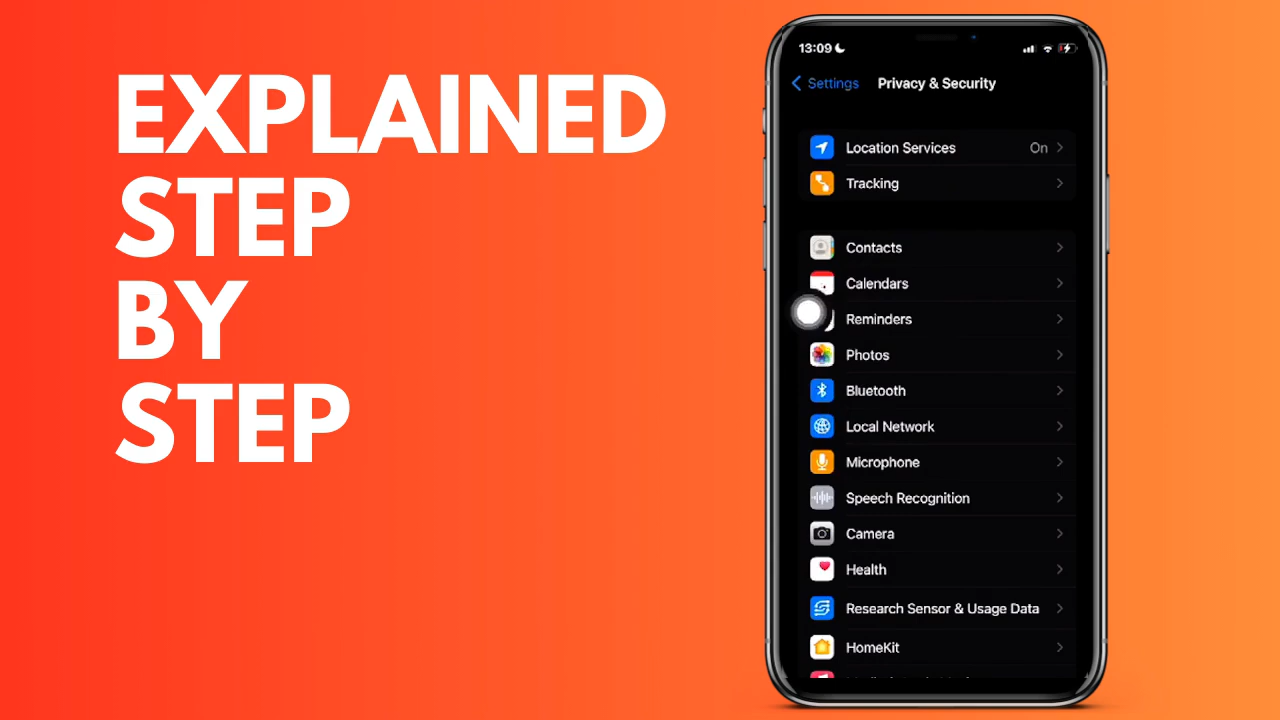 EXPLAINED
STEP
BY
STEP
13:09
Settings
Privacy & Security
Location Services On
Tracking
Contacts
Calendars
Reminders
Photos
Bluetooth
Local Network
Microphone
Speech Recognition
Camera
Health
Research Sensor & Usage Data
HomeKit